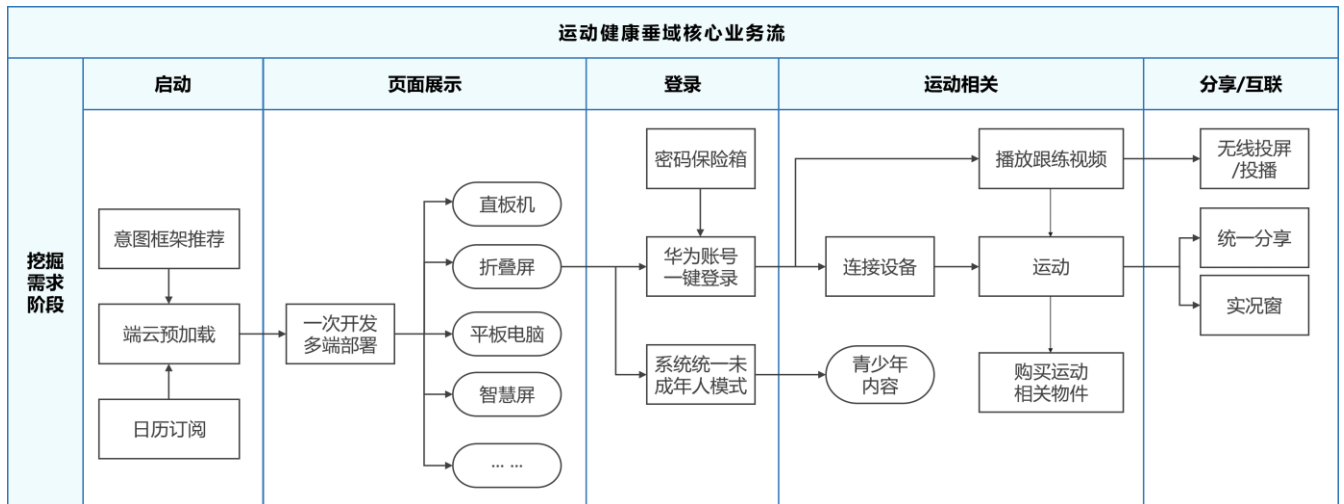 运动健康垂域核心业务流
启动
页面展示
登录
运动相关
分享/互联
挖掘
需求
阶段
意图框架推荐
端云预加载
日历订阅
一次开发
多端部署
直板机
折叠屏
平板电脑
智慧屏
... ...
密码保险箱
华为账号
一键登录
系统统一未
成年人模式
播放跟练视频
连接设备
运动
青少年
内容
购买运动
相关物件
无线投屏
/投播
统一分享
实况窗